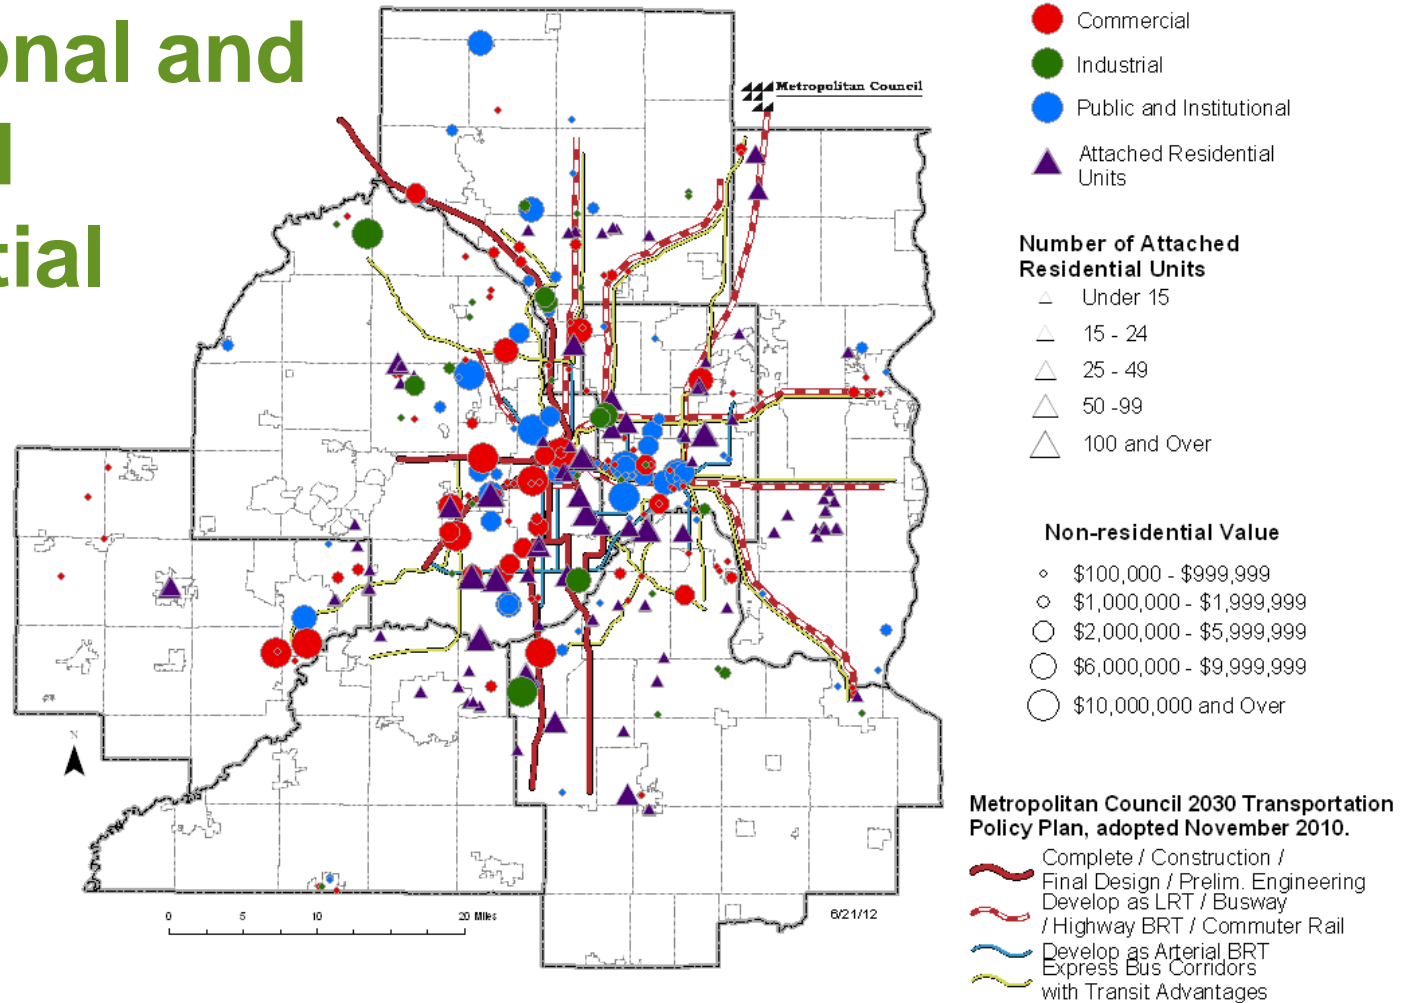 onal and
l
tial
Metropolitan Council
Commercial
Industrial
Public and Institutional
Attached Residential
Units
Number of Attached
Residential Units
Under 15
15 - 24
25 - 49
50 -99
100 and Over
Non-residential Value
$100,000 - $999,999
$1,000,000 - $1,999,999
$2,000,000 - $5,999,999
$6,000,000 - $9,999,999
$10,000,000 and Over
N
0 5 10 20 Miles
6/21/12
Metropolitan Council 2030 Transportation
Policy Plan, adopted November 2010.
Complete / Construction /
Final Design / Prelim. Engineering
Develop as LRT / Busway
/ Highway BRT / Commuter Rail
Develop as Arterial BRT
Express Bus Corridors
with Transit Advantages